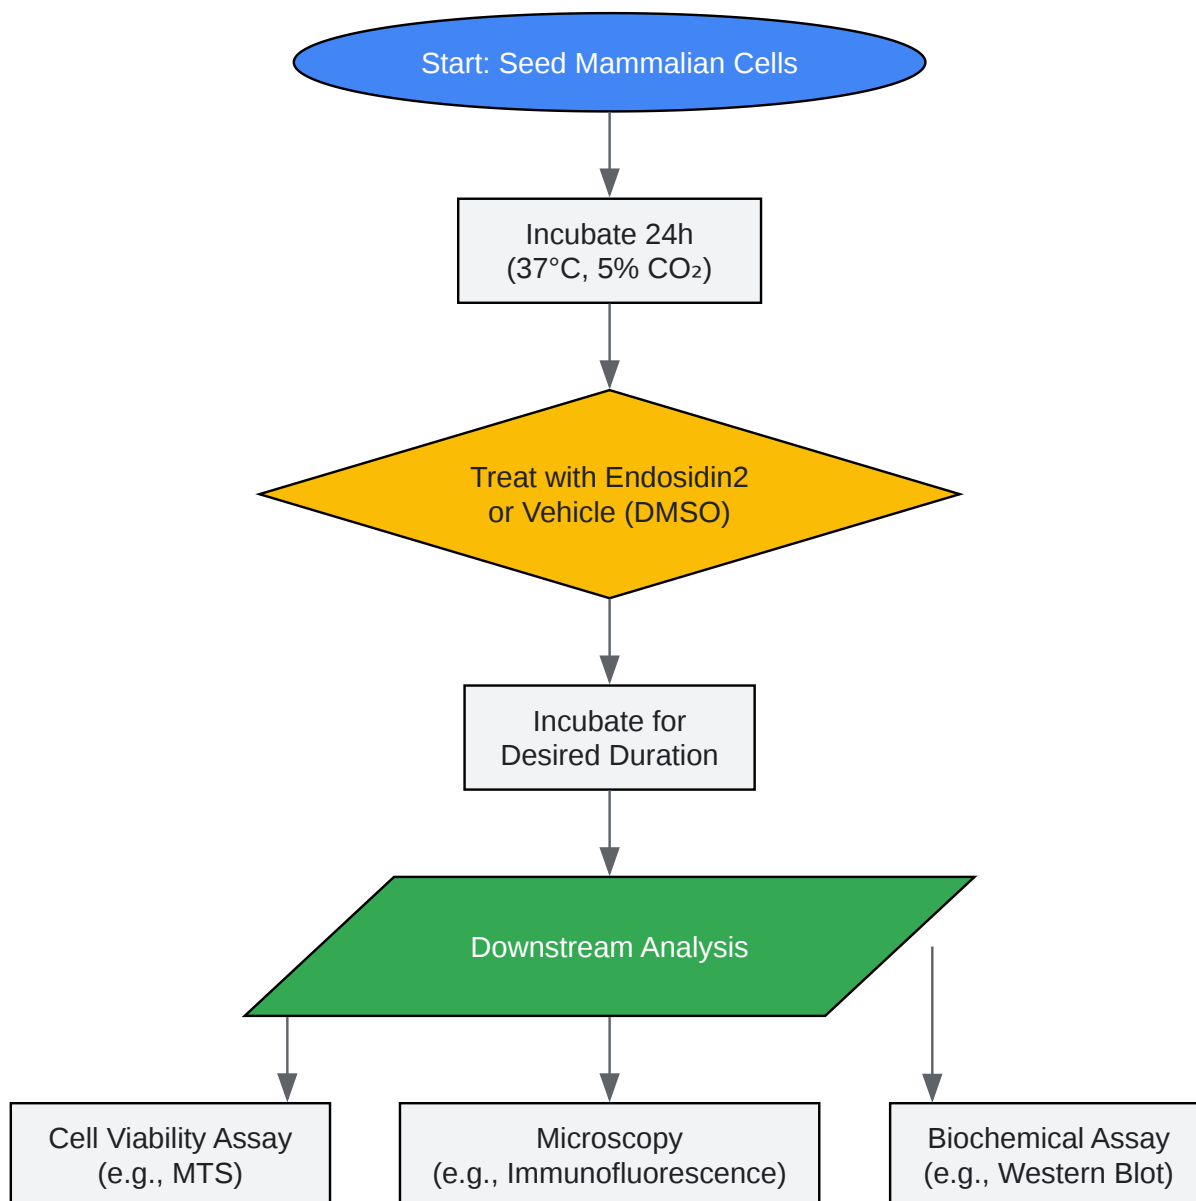 Start: Seed Mammalian Cells
Incubate 24h
(37°C, 5% CO₂)
Treat with Endosidin2
or Vehicle (DMSO)
Incubate for
Desired Duration
Downstream Analysis
Cell Viability Assay
(e.g., MTS)
Microscopy
(e.g., Immunofluorescence)
Biochemical Assay
(e.g., Western Blot)